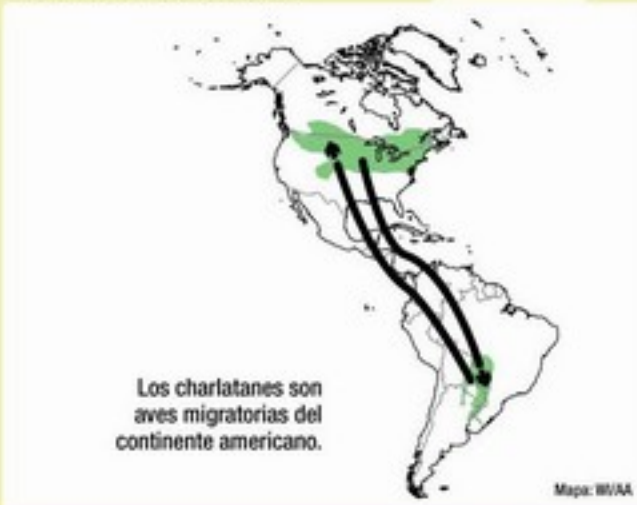 Los charlatanes son
aves migratorias del
continente americano.
Mapa: WI/AA